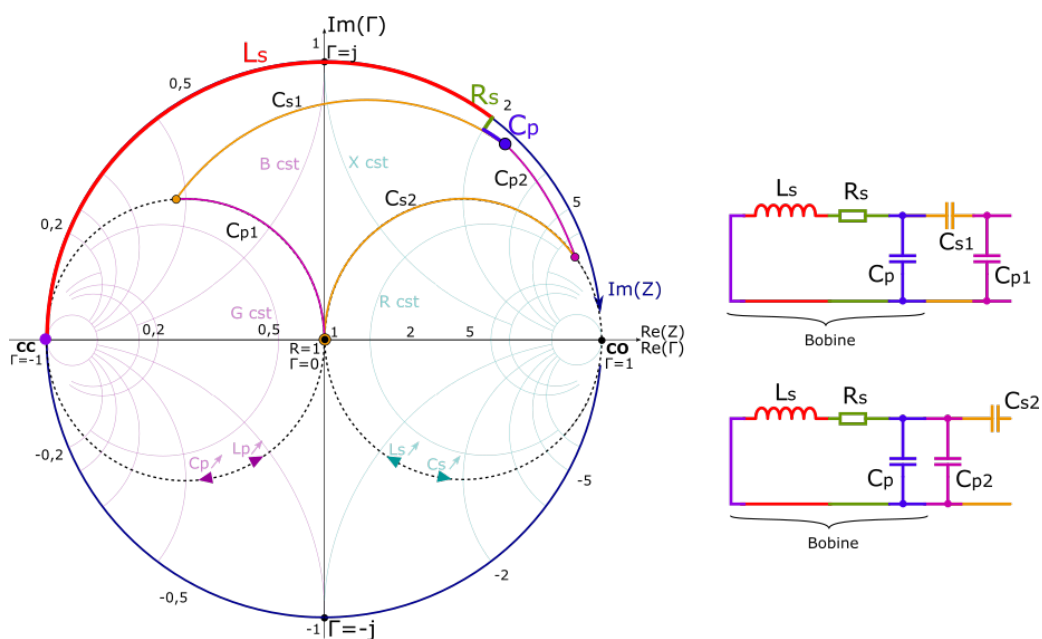 Im(Γ)
1
Γ=j
Ls
0,5
Cs1
Rs
2
Cp
B cst
X cst
Cp2
Cs2
5
0,2
Cp1
G cst
R cst
Im(Z)
0,2
0,5
1
2
5
Re(Z)
Re(Γ)
CC
Γ=-1
R=1
Γ=0
CO
Γ=1
-0,2
Cp
Lp
Ls
Cs
-5
-0,5
-2
-1
Γ=-j
Ls
Rs
Cs1
Cp
Cp1
Bobine
Ls
Rs
Cs2
Cp
Cp2
Bobine